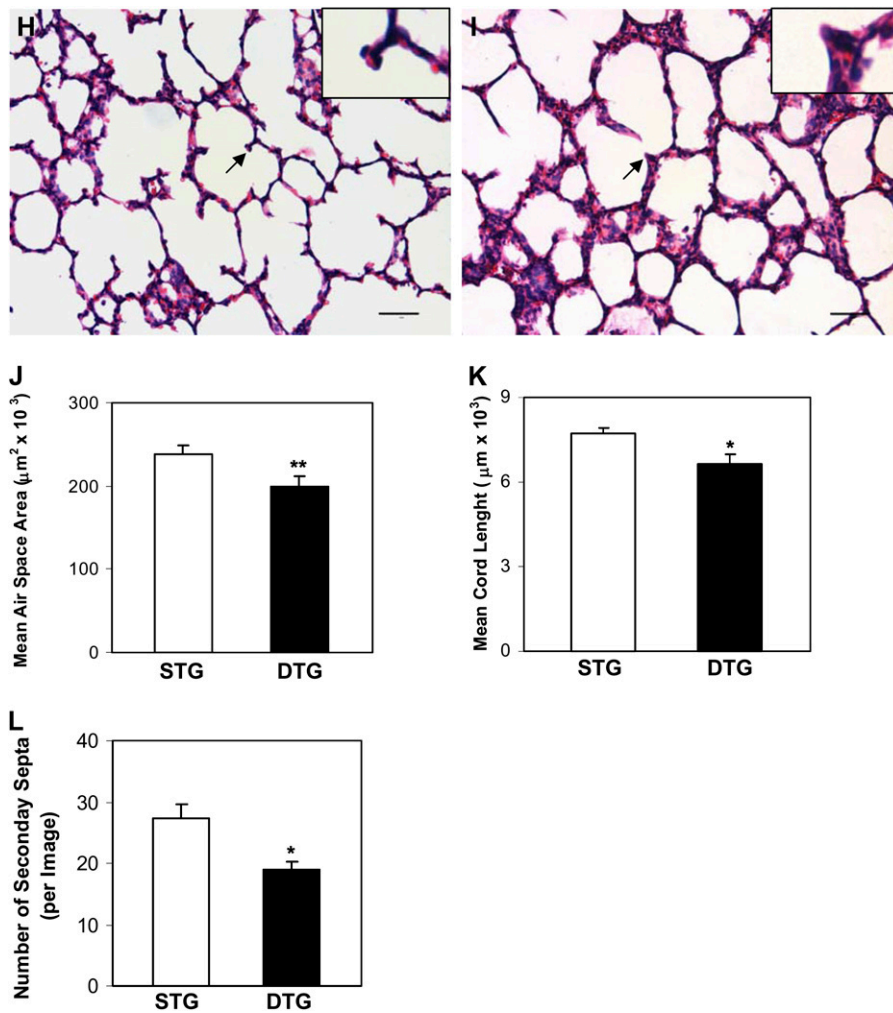 H
I
J
Mean Air Space Area (μm² x 10⁻³)
300
200
100
0
**
STG DTG
K
Mean Cord Lenght ( μm x 10³)
9
6
3
0
*
STG DTG
L
Number of Seconday Septa
(per Image)
40
30
20
10
0
*
STG DTG